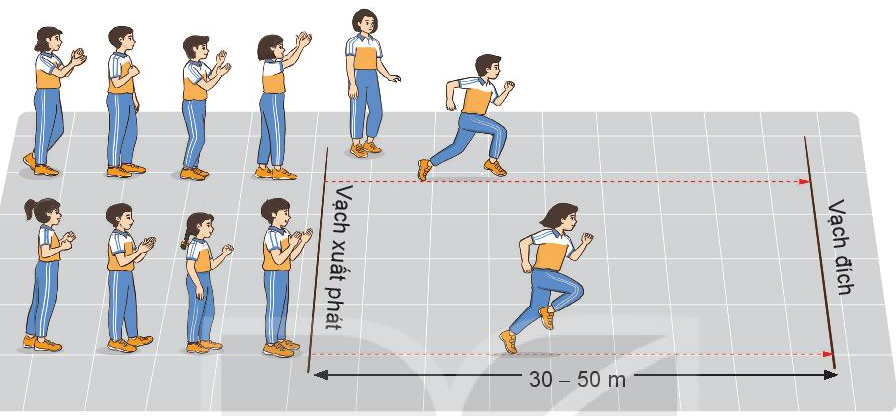 Vạch xuất phát
Vạch đích
30 – 50 m